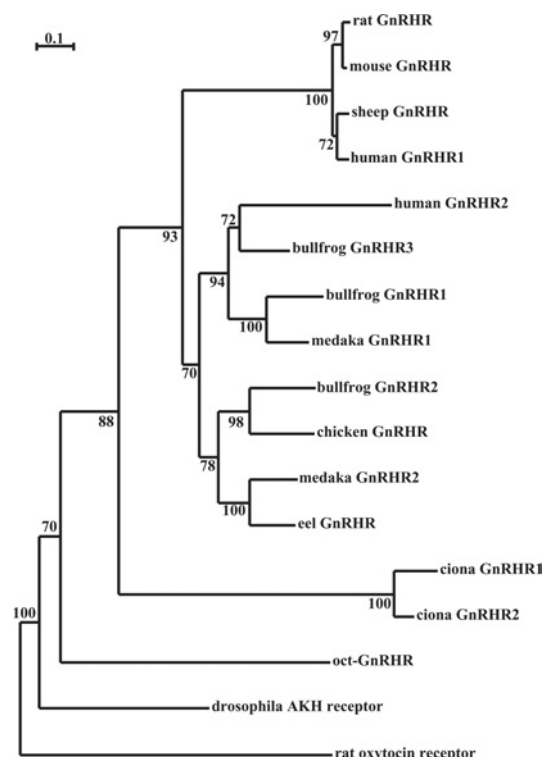 0.1
rat GnRHR
97
mouse GnRHR
100
sheep GnRHR
72
human GnRHR1
human GnRHR2
72
93
bullfrog GnRHR3
94
bullfrog GnRHR1
100
medaka GnRHR1
70
bullfrog GnRHR2
88
98
chicken GnRHR
78
medaka GnRHR2
100
eel GnRHR
70
ciona GnRHR1
100
ciona GnRHR2
100
oct-GnRHR
drosophila AKH receptor
rat oxytocin receptor